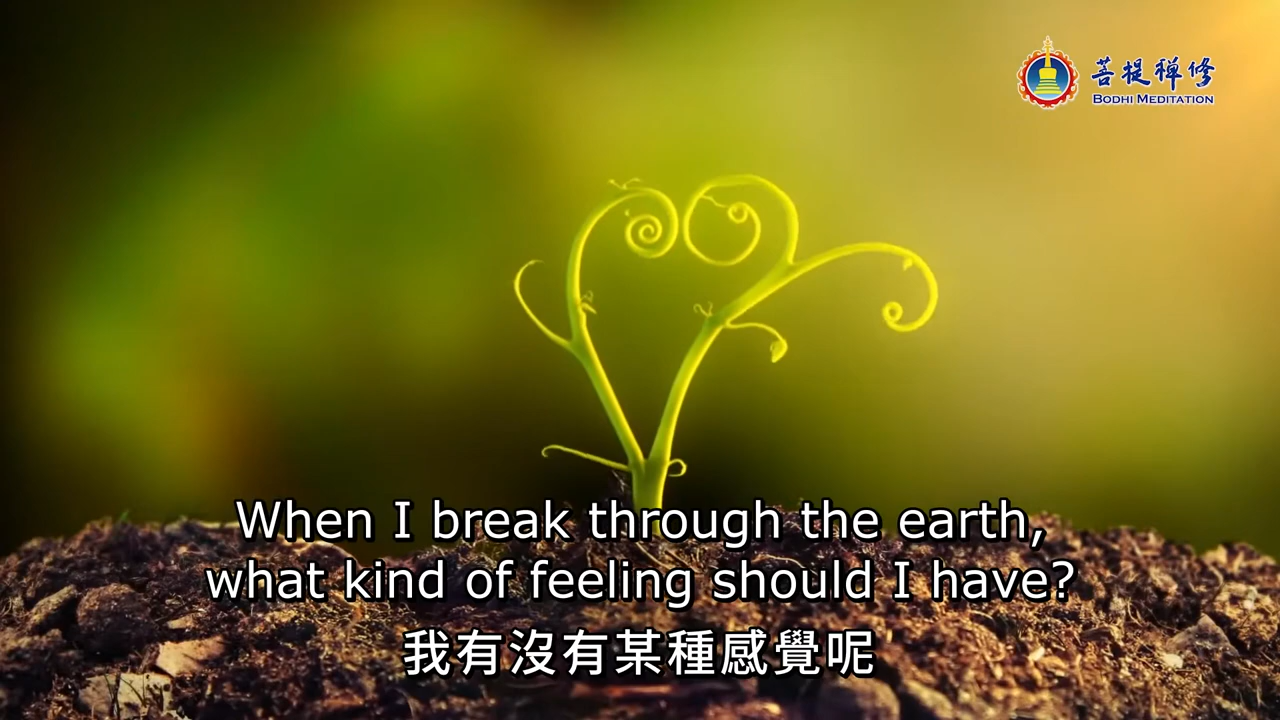 菩提禪修
BODHI MEDITATION
When I break through the earth,
what kind of feeling should I have?
我有沒有某種感覺呢